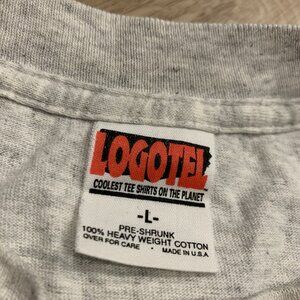 LOGOTEL
COOLEST TEE SHIRTS ON THE PLANET
-L-
PRE-SHRUNK
100% HEAVY WEIGHT COTTON
OVER FOR CARE MADE IN U.S.A